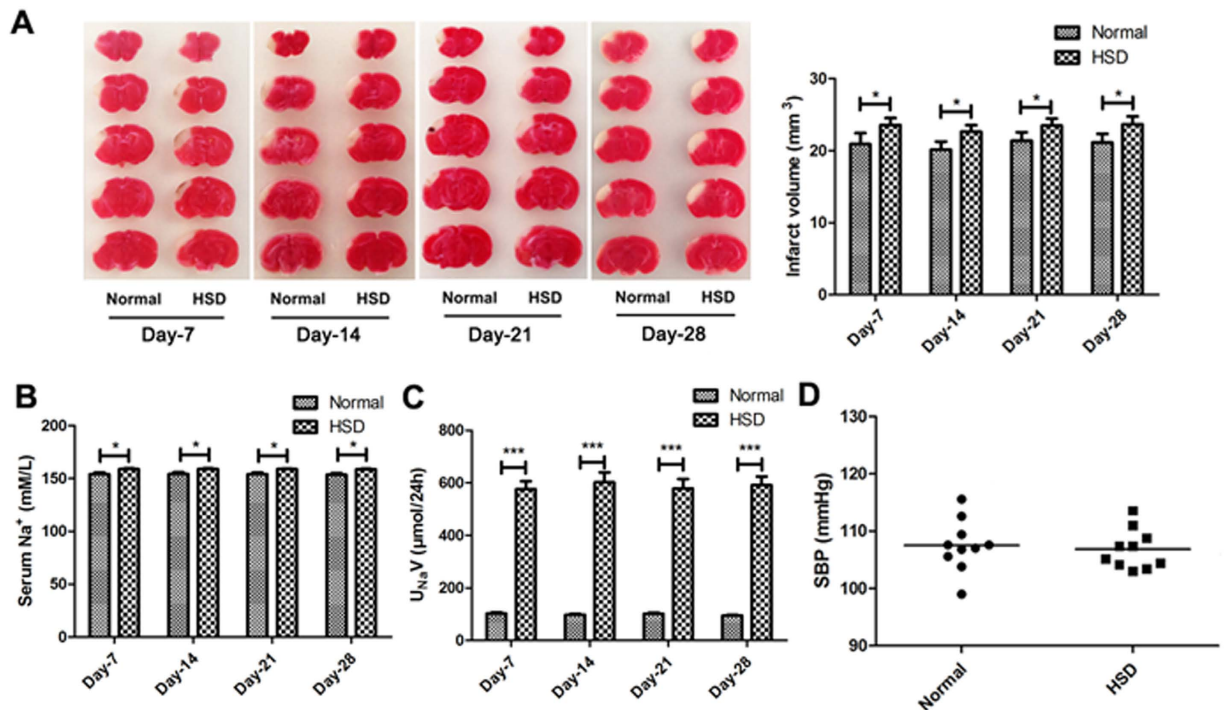 A
Normal HSD Normal HSD Normal HSD Normal HSD
Day-7 Day-14 Day-21 Day-28
Normal
HSD
Infarct volume (mm 3)
30
20
10
0
* * * *
Day-7 Day-14 Day-21 Day-28
B
Normal
HSD
Serum Na+ (mM/L)
200
150
100
50
0
* * * *
Day-7 Day-14 Day-21 Day-28
C
Normal
HSD
UNaV (μmol/24h)
800
600
400
200
0
*** *** *** ***
Day-7 Day-14 Day-21 Day-28
D
SBP (mmHg)
130
120
110
100
90
Normal HSD